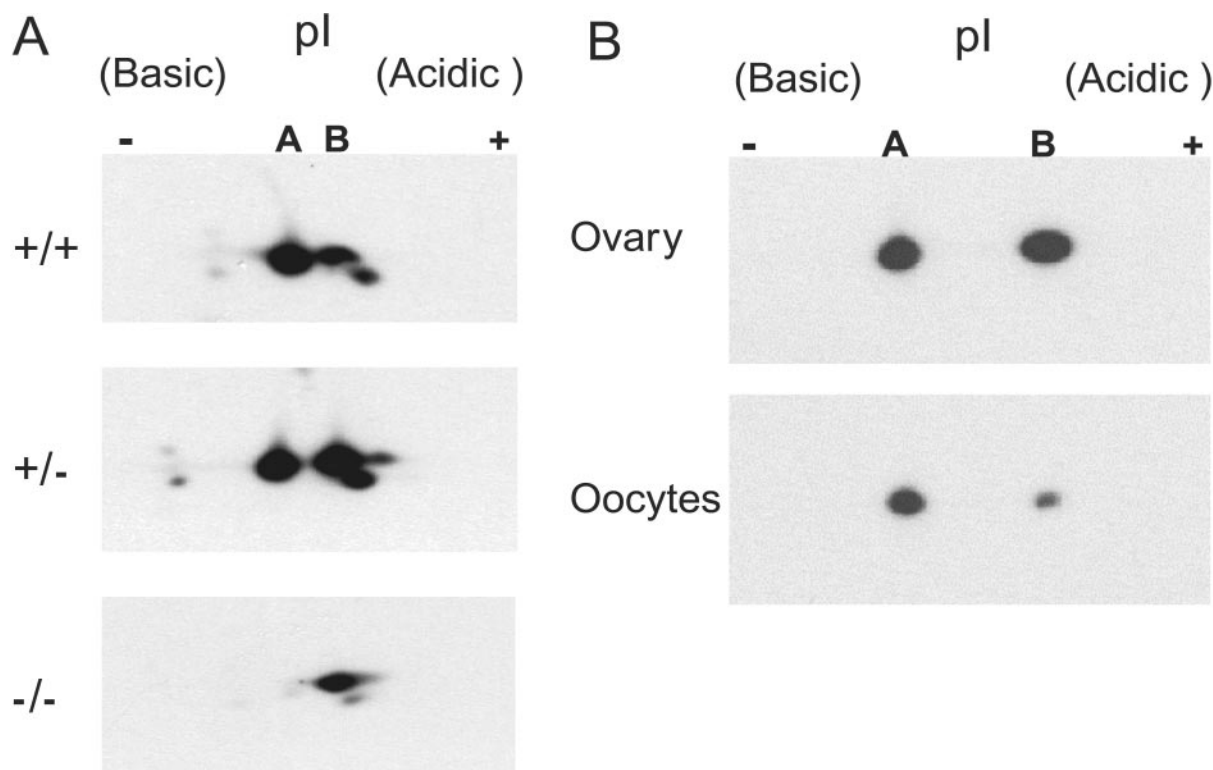 A
pI
(Basic) (Acidic )
- A B +
+/+
+/-
-/-
B
pI
(Basic) (Acidic )
- A B +
Ovary
Oocytes